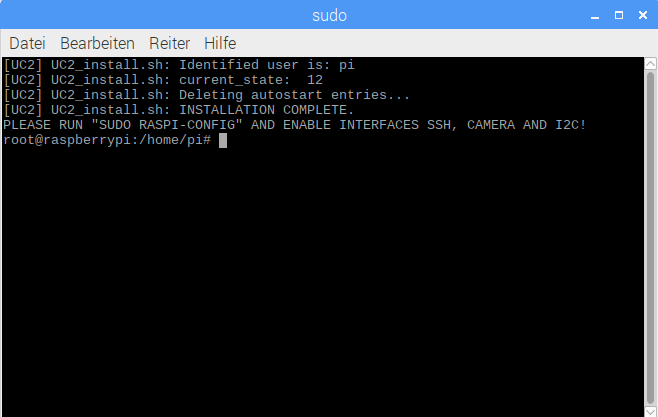 sudo
Datei Bearbeiten Reiter Hilfe
[UC2] UC2_install.sh: Identified user is: pi
[UC2] UC2_install.sh: current_state:  12
[UC2] UC2_install.sh: Deleting autostart entries...
[UC2] UC2_install.sh: INSTALLATION COMPLETE.
PLEASE RUN "SUDO RASPI-CONFIG" AND ENABLE INTERFACES SSH, CAMERA AND I2C!
root@raspberrypi:/home/pi#